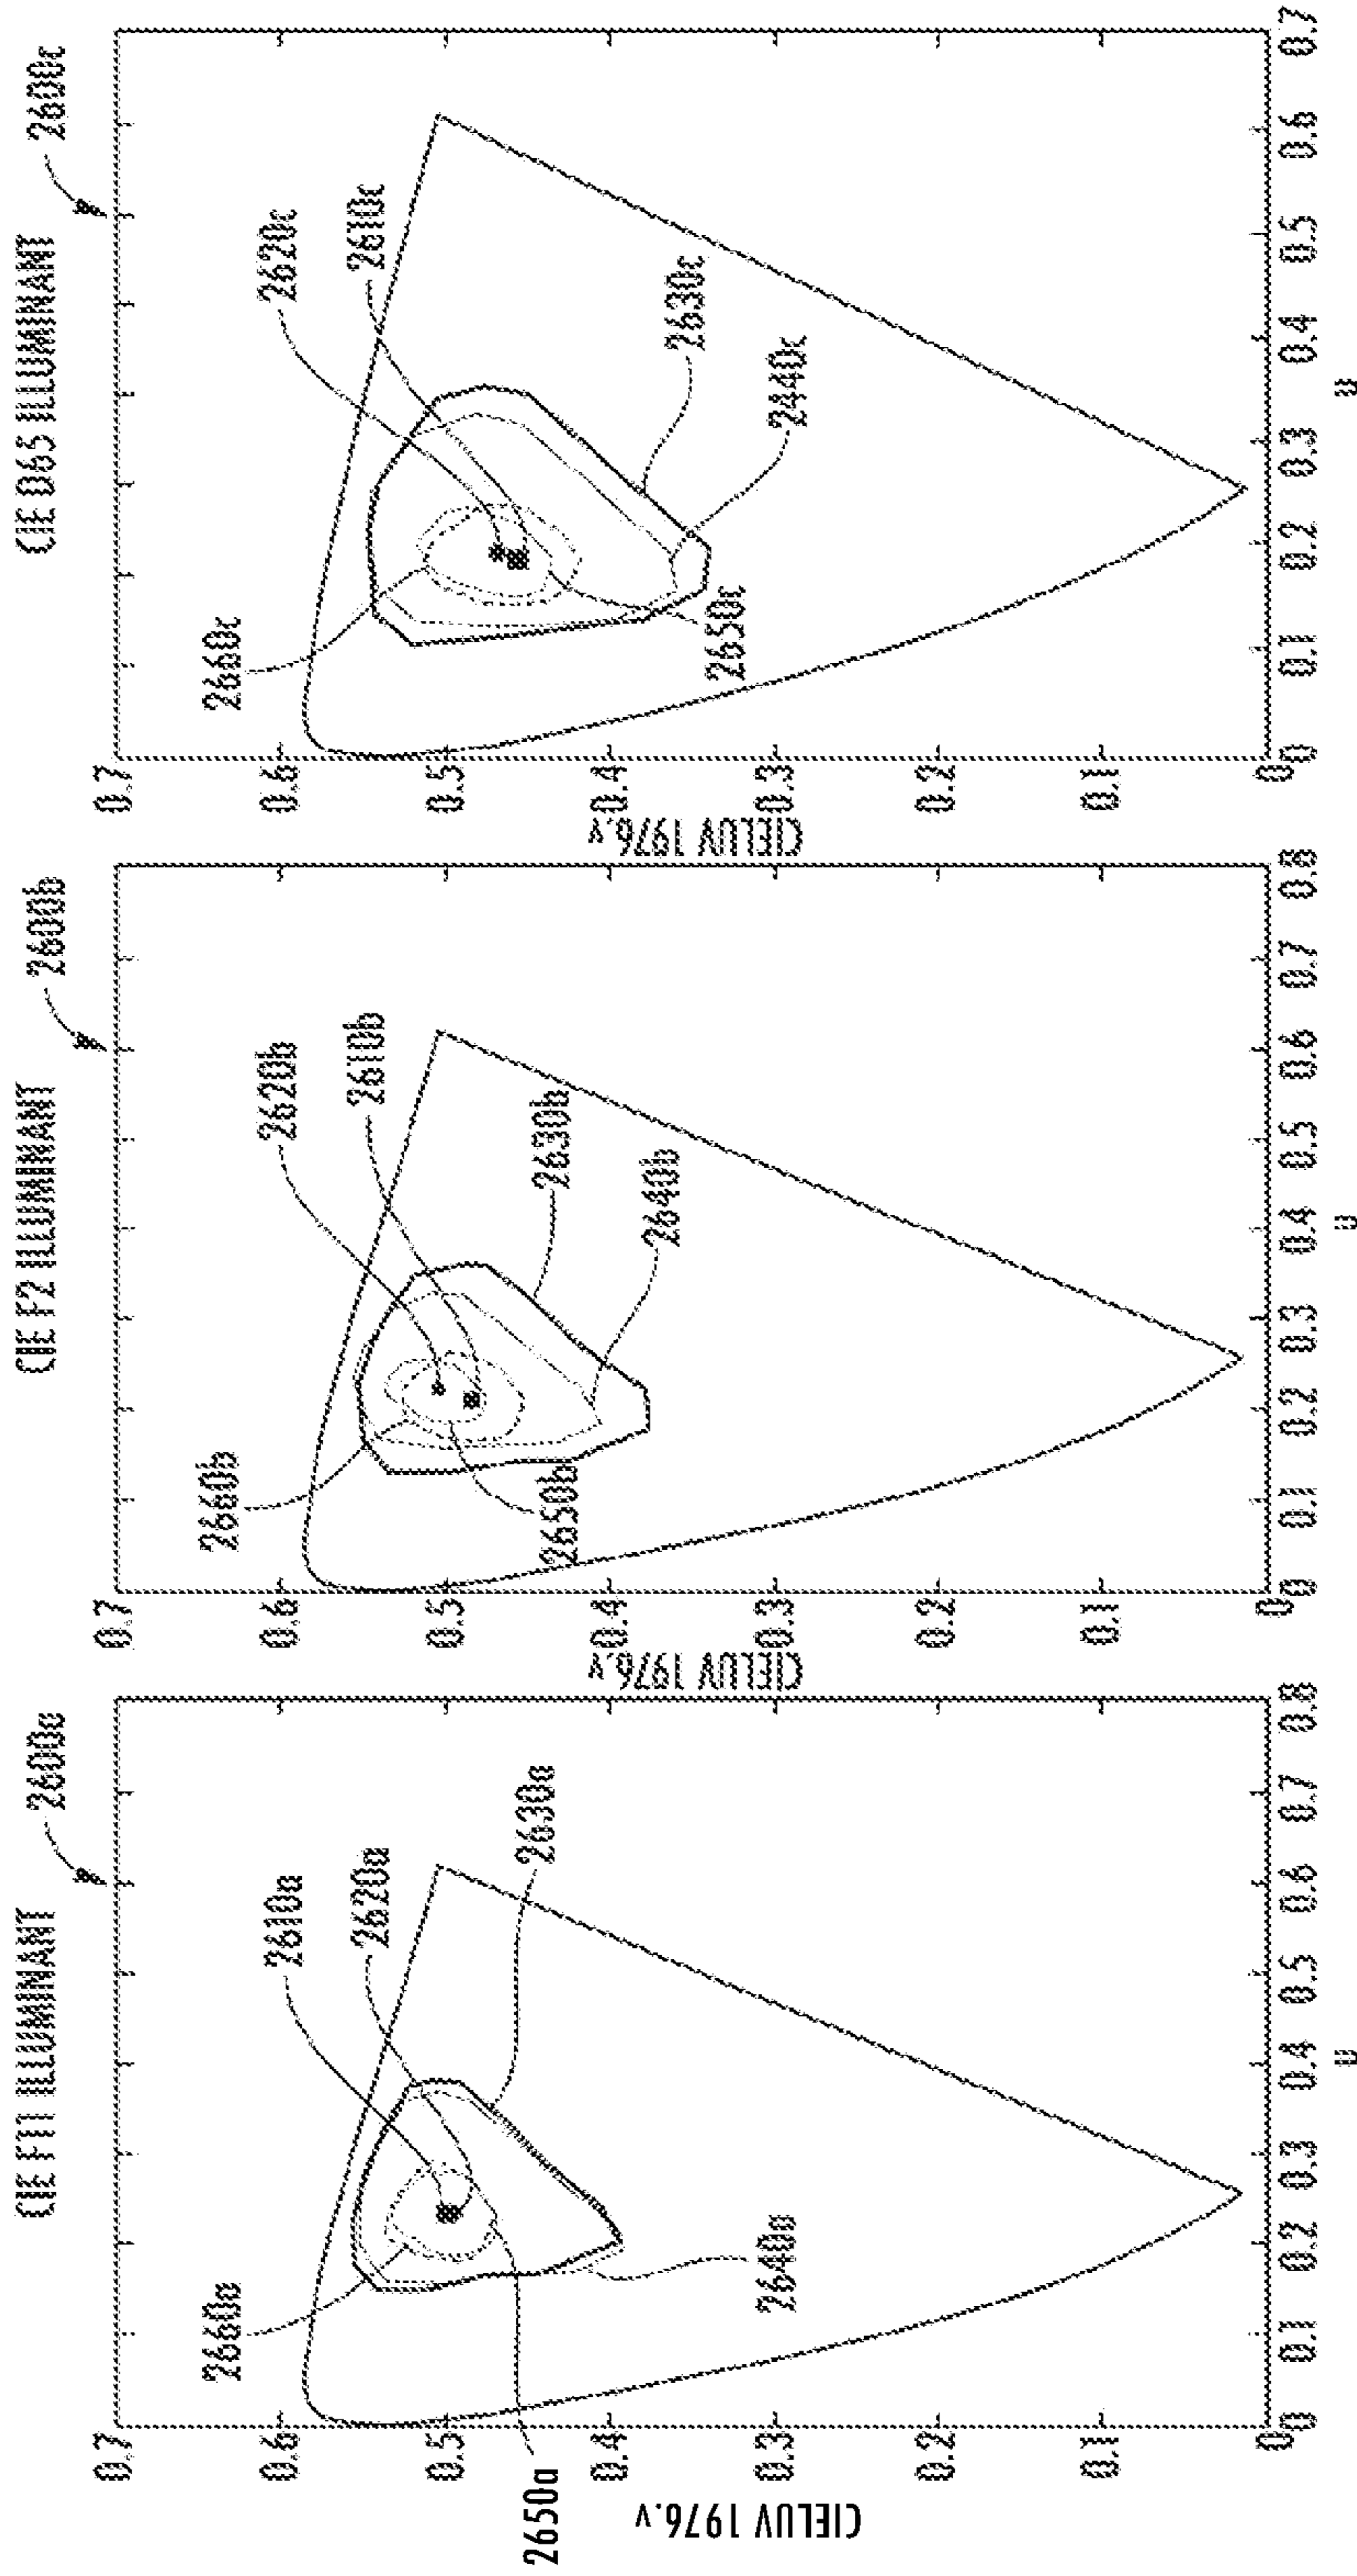 CIE F11 ILLUMINANT
2600a
CIELUV 1976.v
0.7
0.6
0.5
0.4
0.3
0.2
0.1
0
0
0.1
0.2
0.3
0.4
0.5
0.6
0.7
0.8
u
2610a
2620a
2630a
2640a
2650a
2660a
CIE F2 ILLUMINANT
2600b
CIELUV 1976.v
0.7
0.6
0.5
0.4
0.3
0.2
0.1
0
0
0.1
0.2
0.3
0.4
0.5
0.6
0.7
0.8
u
2620b
2610b
2630b
2640b
2650b
2660b
CIE D65 ILLUMINANT
2600c
CIELUV 1976.v
0.7
0.6
0.5
0.4
0.3
0.2
0.1
0
0
0.1
0.2
0.3
0.4
0.5
0.6
0.7
u
2620c
2610c
2630c
2440c
2650c
2660c